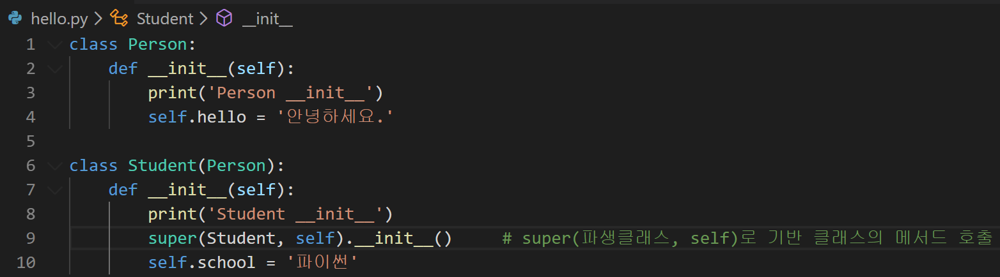 hello.py > Student > __init__
1 class Person:
2     def __init__(self):
3         print('Person __init__')
4         self.hello = '안녕하세요.'
5
6 class Student(Person):
7     def __init__(self):
8         print('Student __init__')
9         super(Student, self).__init__()     # super(파생클래스, self)로 기반 클래스의 메서드 호출
10         self.school = '파이썬'